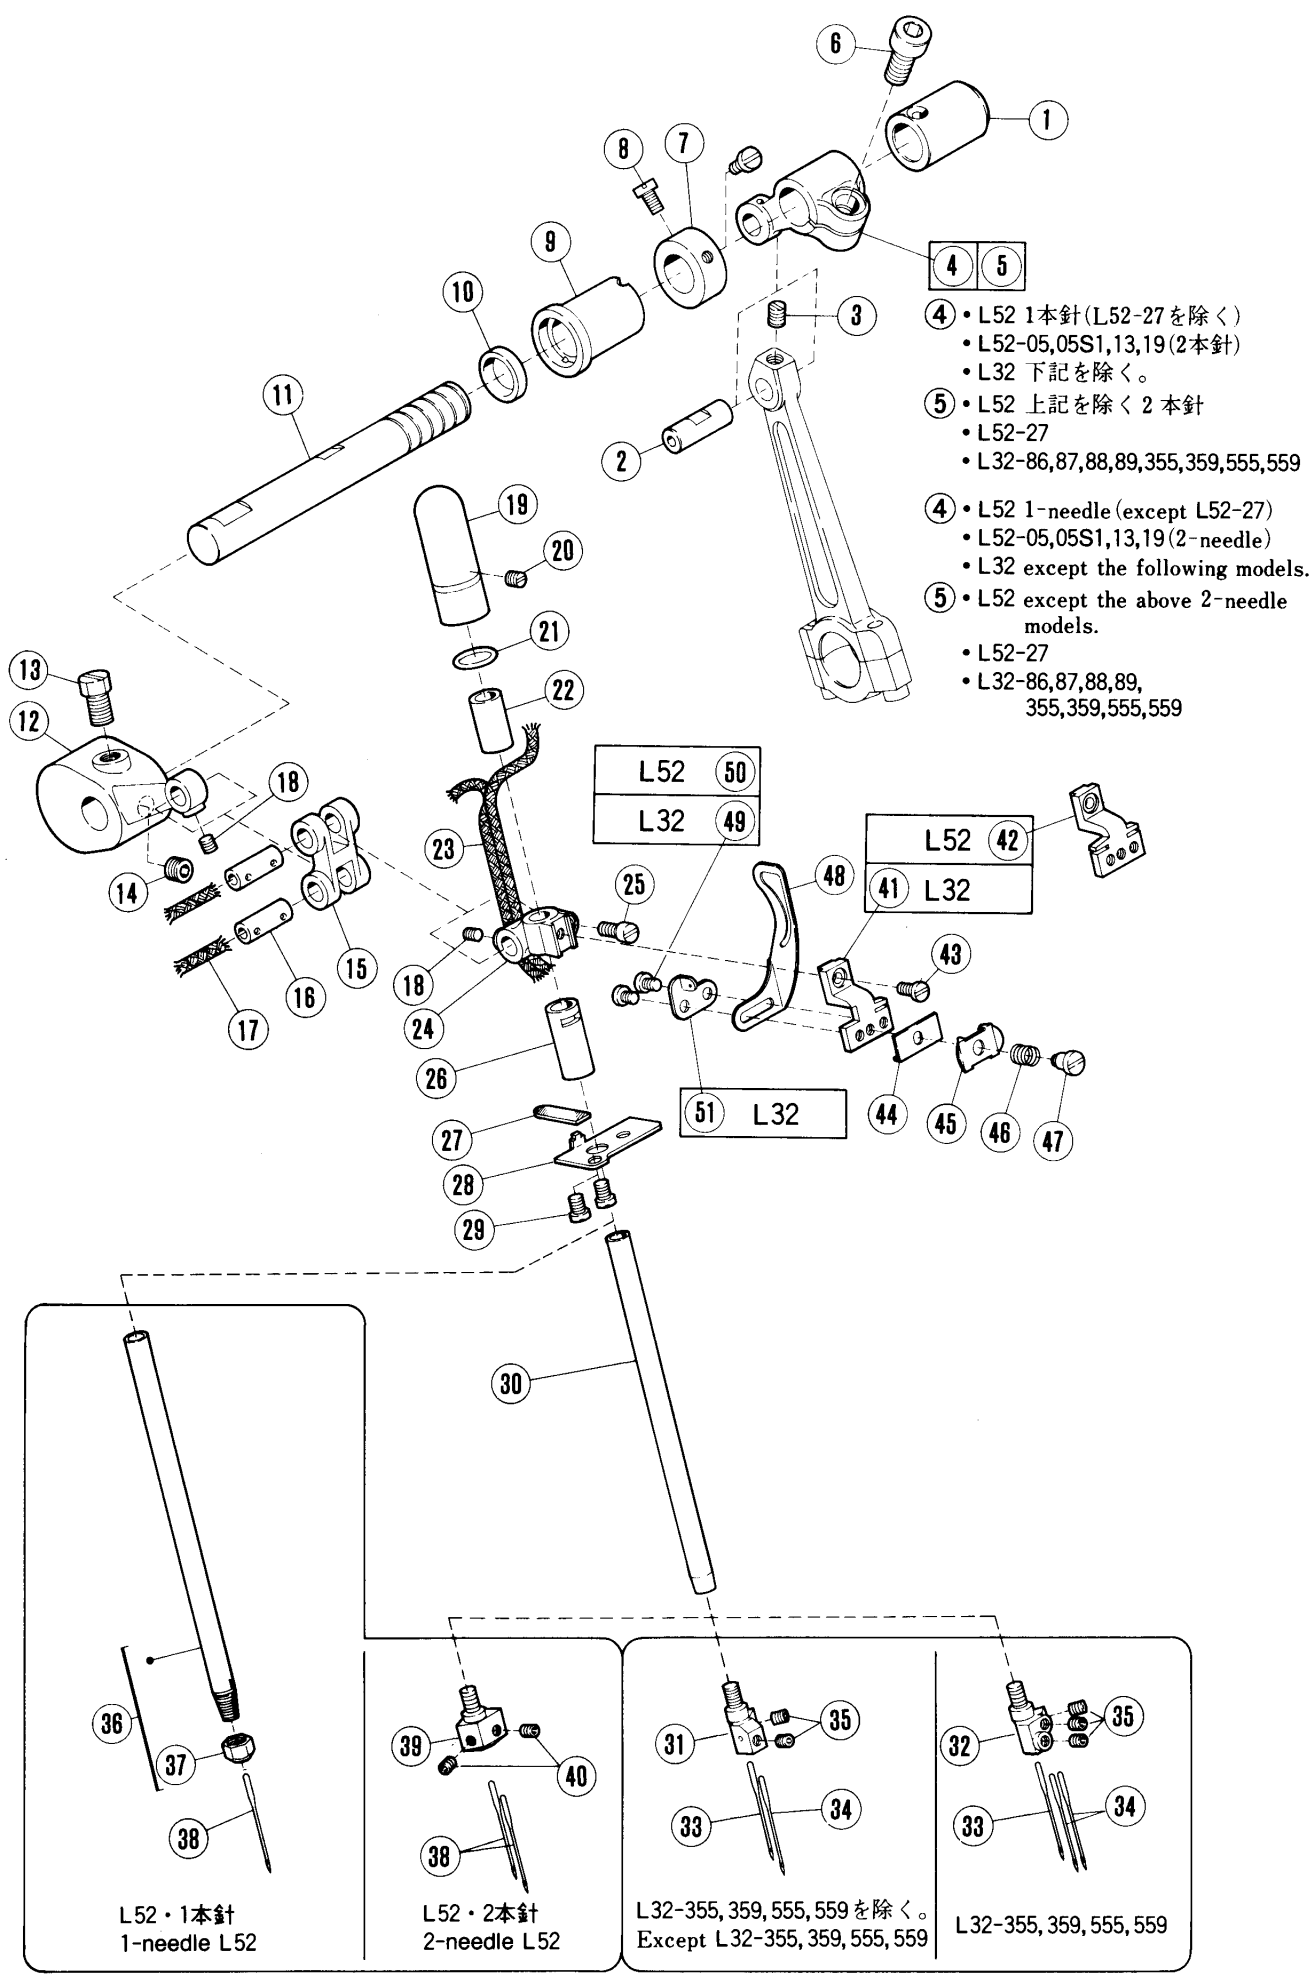 6
1
8
7
9
4 5
10
3
④・L52 1本針(L52-27を除く)
・L52-05,05S1,13,19(2本針)
・L32 下記を除く。
⑤・L52 上記を除く2本針
・L52-27
・L32-86,87,88,89,355,359,555,559
11
2
④・L52 1-needle(except L52-27)
・L52-05,05S1,13,19(2-needle)
・L32 except the following models.
⑤・L52 except the above 2-needle
models.
・L52-27
・L32-86,87,88,89,
355,359,555,559
19
20
21
13
22
12
18
L52 50
L32 49
L52 42
L32 41
23
48
25
14
15
18
43
16
17
24
26
44
45
46
47
51 L32
27
28
29
30
36
37
38
39
40
38
31
35
33
34
32
35
33
34
L52・1本針
1-needle L52
L52・2本針
2-needle L52
L32-355,359,555,559を除く。
Except L32-355,359,555,559
L32-355,359,555,559